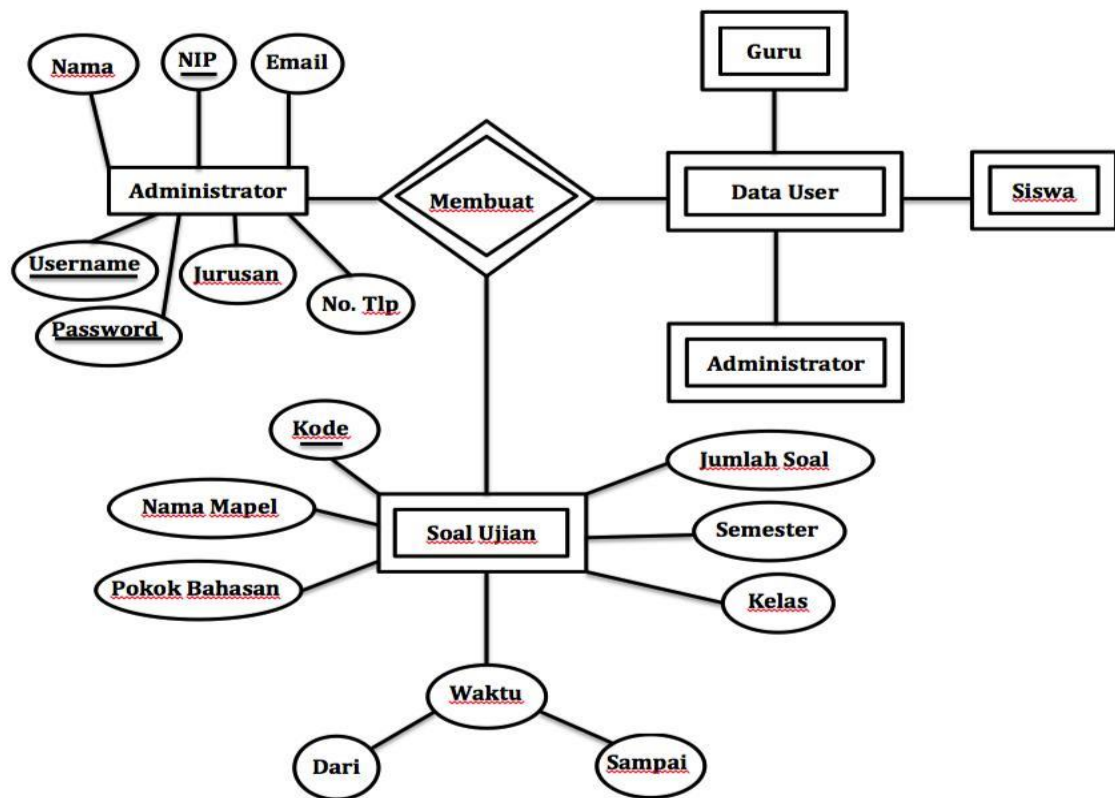 Guru
Nama
NIP
Email
Administrator
Membuat
Data User
Siswa
Username
Jurusan
No. Tlp
Password
Administrator
Kode
Jumlah Soal
Nama Mapel
Soal Ujian
Semester
Pokok Bahasan
Kelas
Waktu
Dari
Sampai